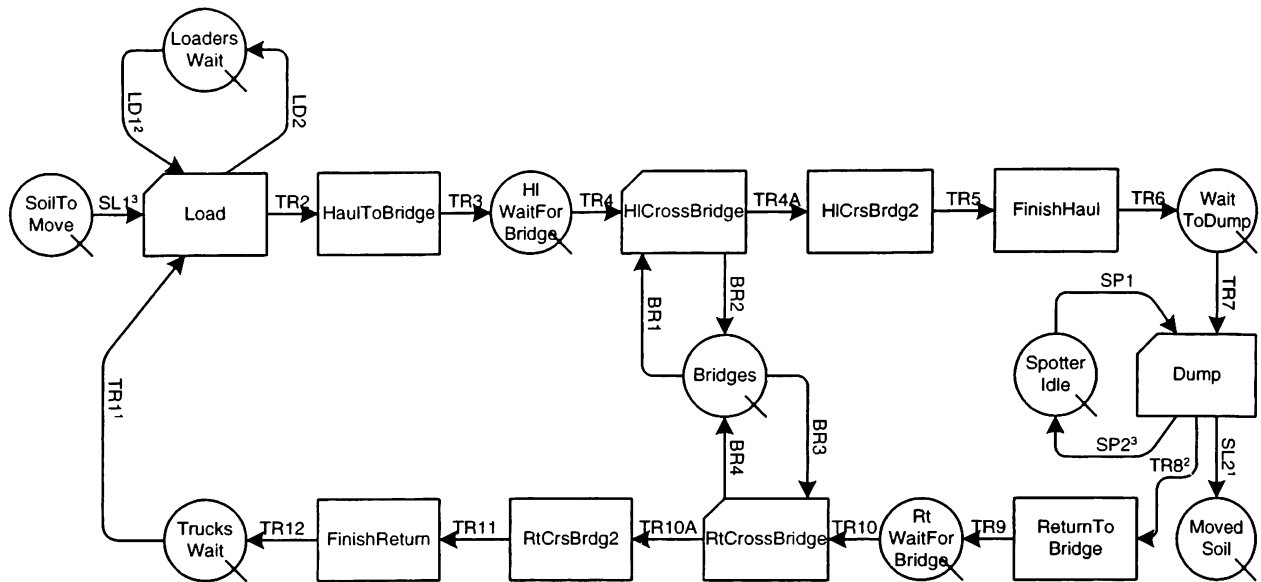 Loaders
Wait
LD1²
LD2
SoilTo
Move
SL1³
Load
TR2
HaulToBridge
TR3
Hl
WaitFor
Bridge
TR4
HlCrossBridge
TR4A
HlCrsBrdg2
TR5
FinishHaul
TR6
Wait
ToDump
TR7
BR1
BR2
Bridges
BR3
BR4
SP1
Spotter
Idle
Dump
SP2³
TR8²
SL2¹
TR1¹
Trucks
Wait
TR12
FinishReturn
TR11
RtCrsBrdg2
TR10A
RtCrossBridge
TR10
Rt
WaitFor
Bridge
TR9
ReturnTo
Bridge
Moved
Soil